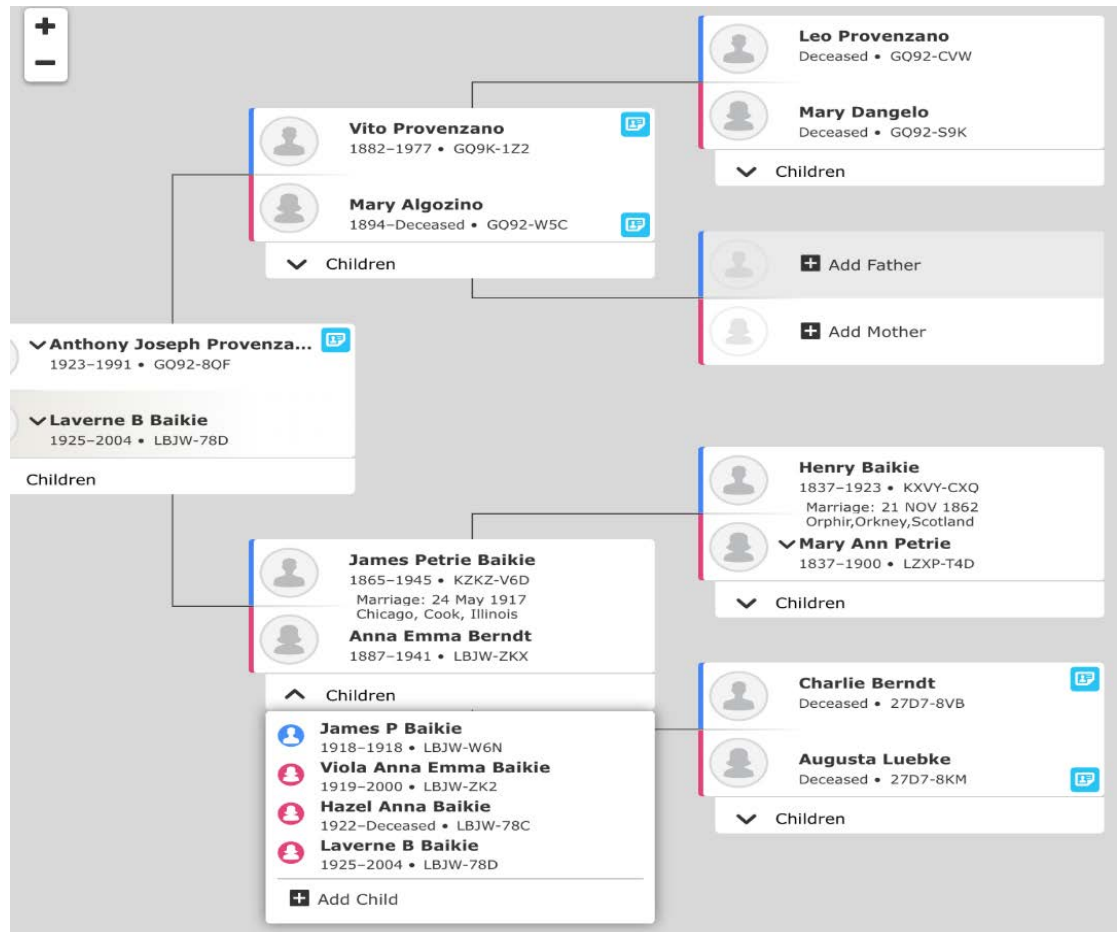 Anthony Joseph Provenza...
1923–1991 • GQ92-8QF
Laverne B Baikie
1925–2004 • LBJW-78D
Children
Vito Provenzano
1882–1977 • GQ9K-1Z2
Mary Algozino
1894–Deceased • GQ92-W5C
Children
James Petrie Baikie
1865–1945 • KZKZ-V6D
Marriage: 24 May 1917
Chicago, Cook, Illinois
Anna Emma Berndt
1887–1941 • LBJW-ZKX
Children
James P Baikie
1918–1918 • LBJW-W6N
Viola Anna Emma Baikie
1919–2000 • LBJW-ZK2
Hazel Anna Baikie
1922–Deceased • LBJW-78C
Laverne B Baikie
1925–2004 • LBJW-78D
Add Child
Leo Provenzano
Deceased • GQ92-CVW
Mary Dangelo
Deceased • GQ92-S9K
Children
Add Father
Add Mother
Henry Baikie
1837–1923 • KXVY-CXQ
Marriage: 21 NOV 1862
Orphir,Orkney,Scotland
Mary Ann Petrie
1837–1900 • LZXP-T4D
Children
Charlie Berndt
Deceased • 27D7-8VB
Augusta Luebke
Deceased • 27D7-8KM
Children